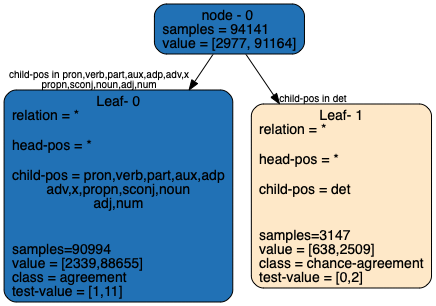 node - 0
samples = 94141
value = [2977, 91164]
child-pos in pron,verb,part,aux,adp,adv,x
propn,sconj,noun,adj,num
child-pos in det
Leaf- 0
relation = *
head-pos = *
child-pos = pron,verb,part,aux,adp
adv,x,propn,sconj,noun
adj,num
samples=90994
value = [2339,88655]
class = agreement
test-value = [1,11]
Leaf- 1
relation = *
head-pos = *
child-pos = det
samples=3147
value = [638,2509]
class = chance-agreement
test-value = [0,2]